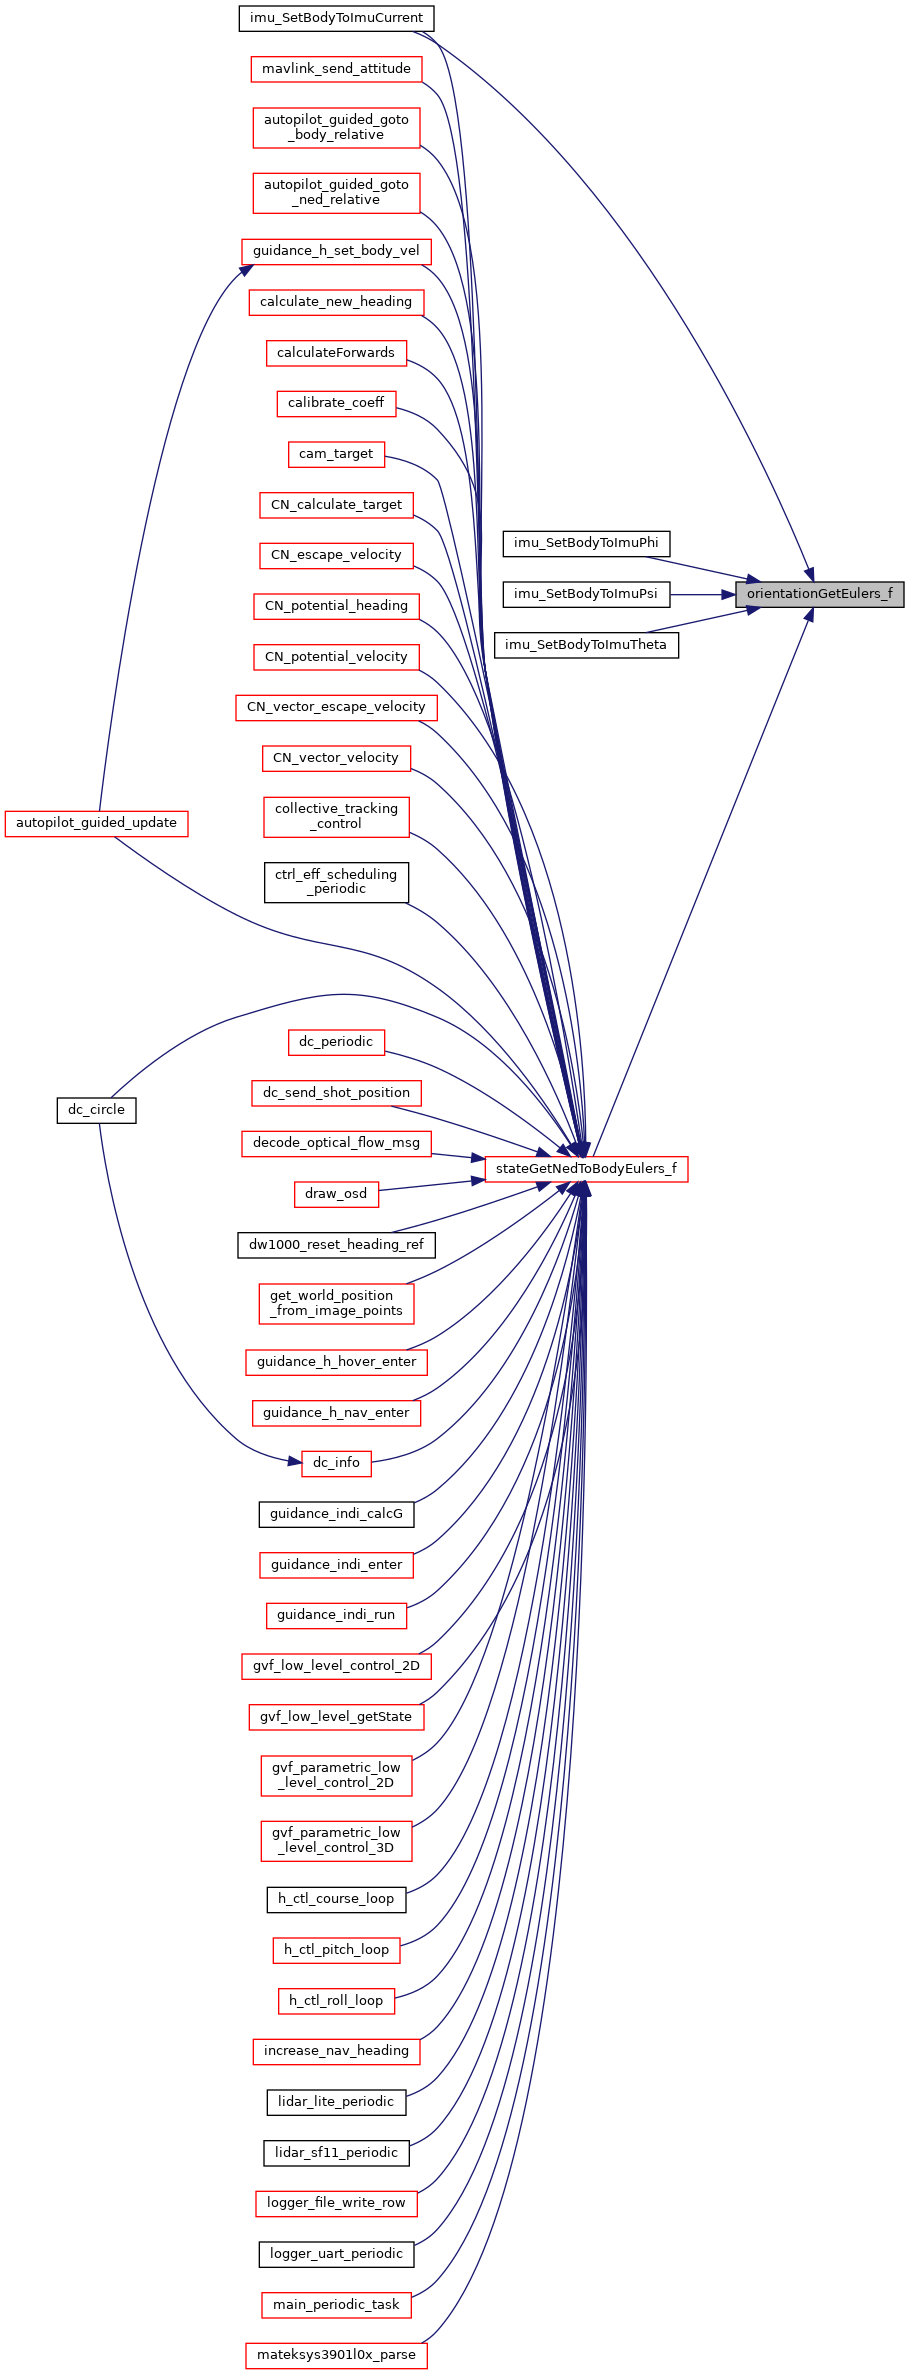 imu_SetBodyToImuCurrent
mavlink_send_attitude
autopilot_guided_goto
_body_relative
autopilot_guided_goto
_ned_relative
guidance_h_set_body_vel
calculate_new_heading
calculateForwards
calibrate_coeff
cam_target
CN_calculate_target
imu_SetBodyToImuPhi
CN_escape_velocity
imu_SetBodyToImuPsi
orientationGetEulers_f
CN_potential_heading
imu_SetBodyToImuTheta
CN_potential_velocity
CN_vector_escape_velocity
CN_vector_velocity
collective_tracking
_control
autopilot_guided_update
ctrl_eff_scheduling
_periodic
dc_periodic
dc_send_shot_position
dc_circle
decode_optical_flow_msg
stateGetNedToBodyEulers_f
draw_osd
dw1000_reset_heading_ref
get_world_position
_from_image_points
guidance_h_hover_enter
guidance_h_nav_enter
dc_info
guidance_indi_calcG
guidance_indi_enter
guidance_indi_run
gvf_low_level_control_2D
gvf_low_level_getState
gvf_parametric_low
_level_control_2D
gvf_parametric_low
_level_control_3D
h_ctl_course_loop
h_ctl_pitch_loop
h_ctl_roll_loop
increase_nav_heading
lidar_lite_periodic
lidar_sf11_periodic
logger_file_write_row
logger_uart_periodic
main_periodic_task
mateksys3901l0x_parse